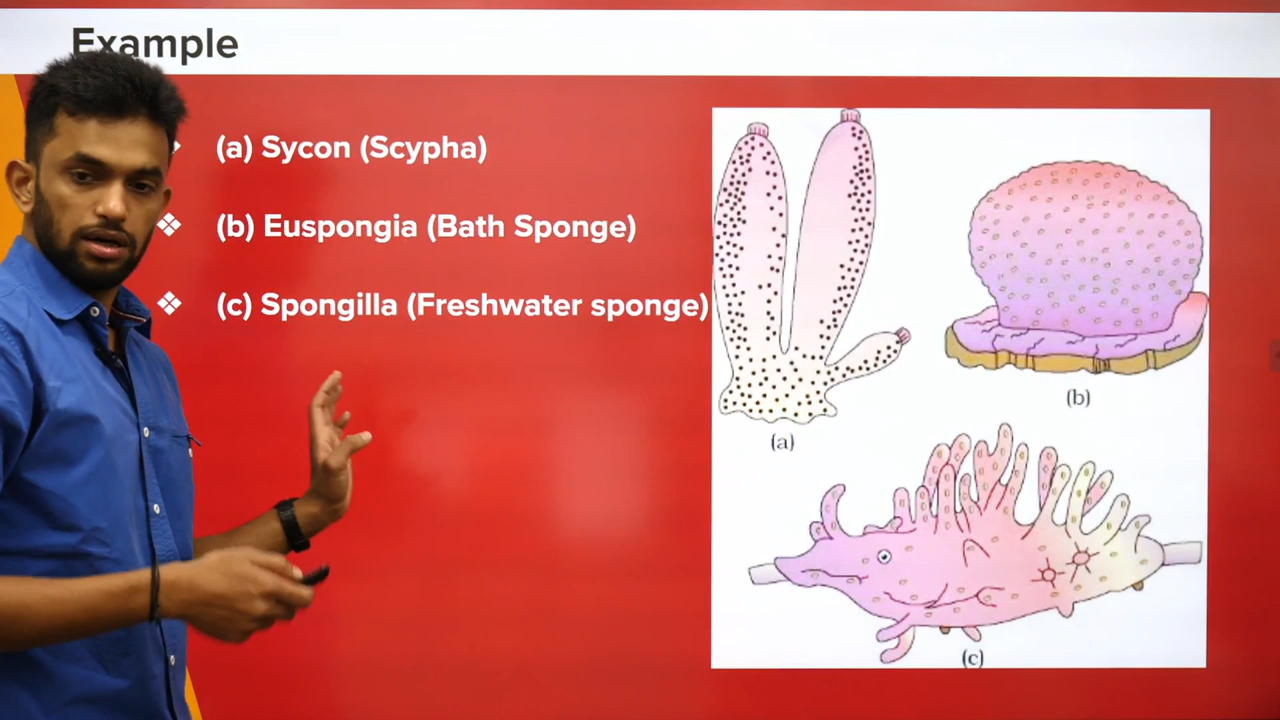 Example
(a) Sycon (Scypha)
(b) Euspongia (Bath Sponge)
(c) Spongilla (Freshwater sponge)
(a)
(b)
(c)